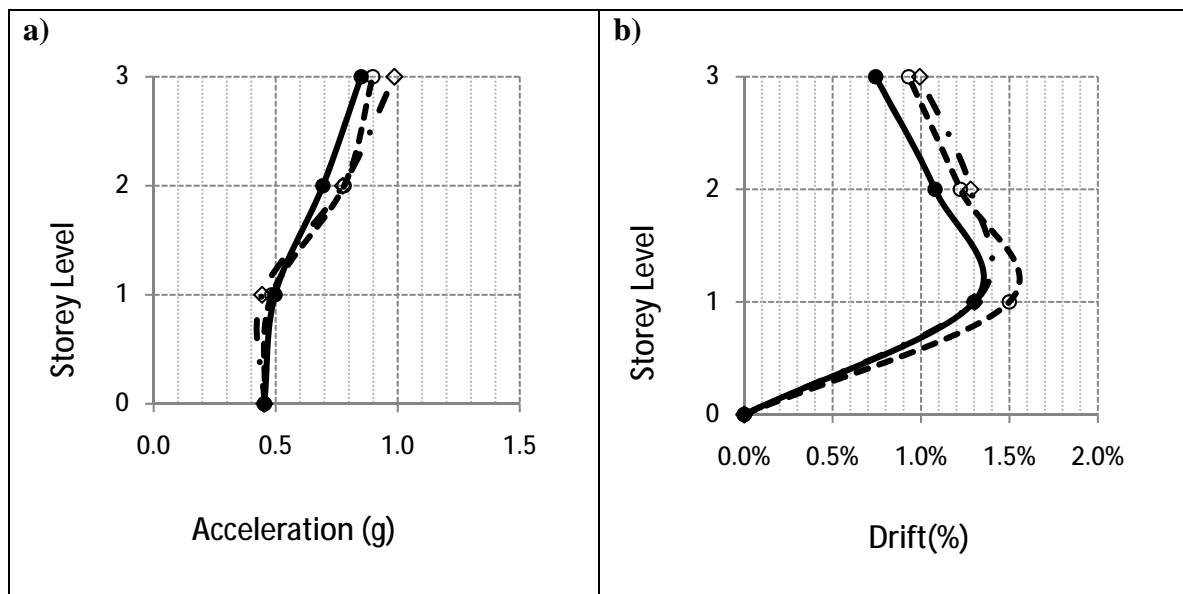 a)
3
2
1
0
Storey Level
0.0 0.5 1.0 1.5
Acceleration (g)
b)
3
2
1
0
Storey Level
0.0% 0.5% 1.0% 1.5% 2.0%
Drift(%)